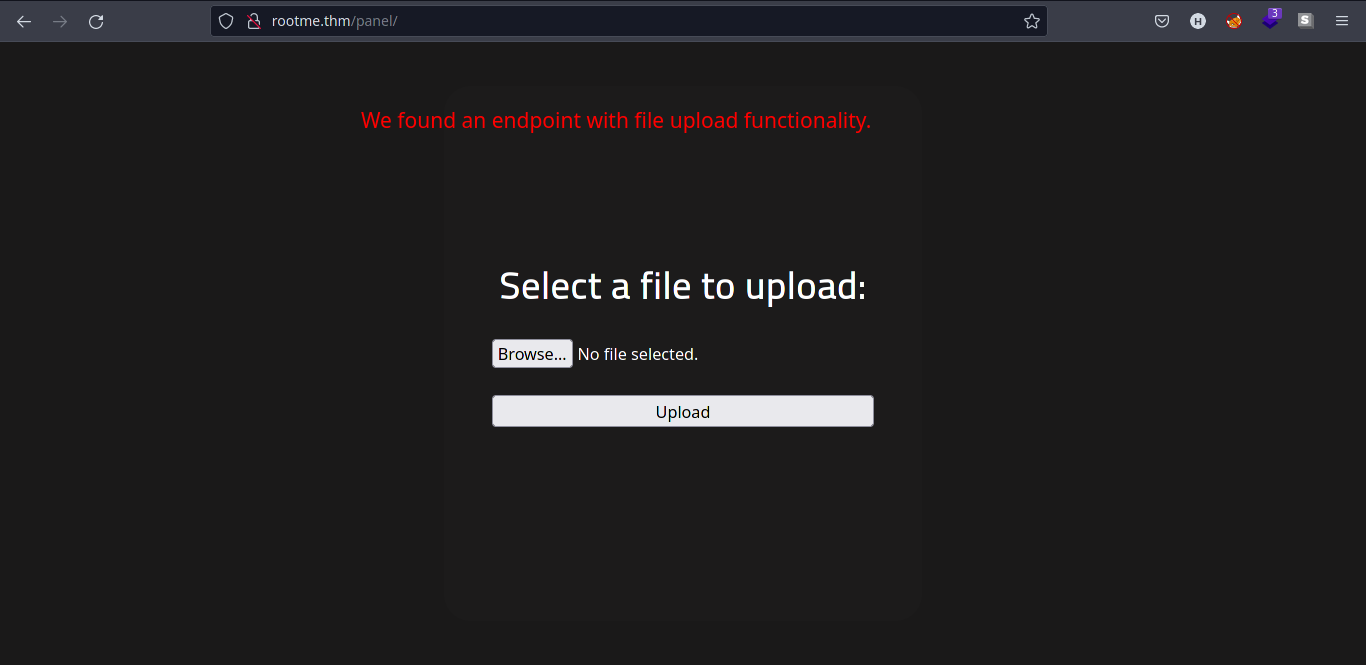 rootme.thm/panel/
H
3
S
We found an endpoint with file upload functionality.
Select a file to upload:
Browse... No file selected.
Upload